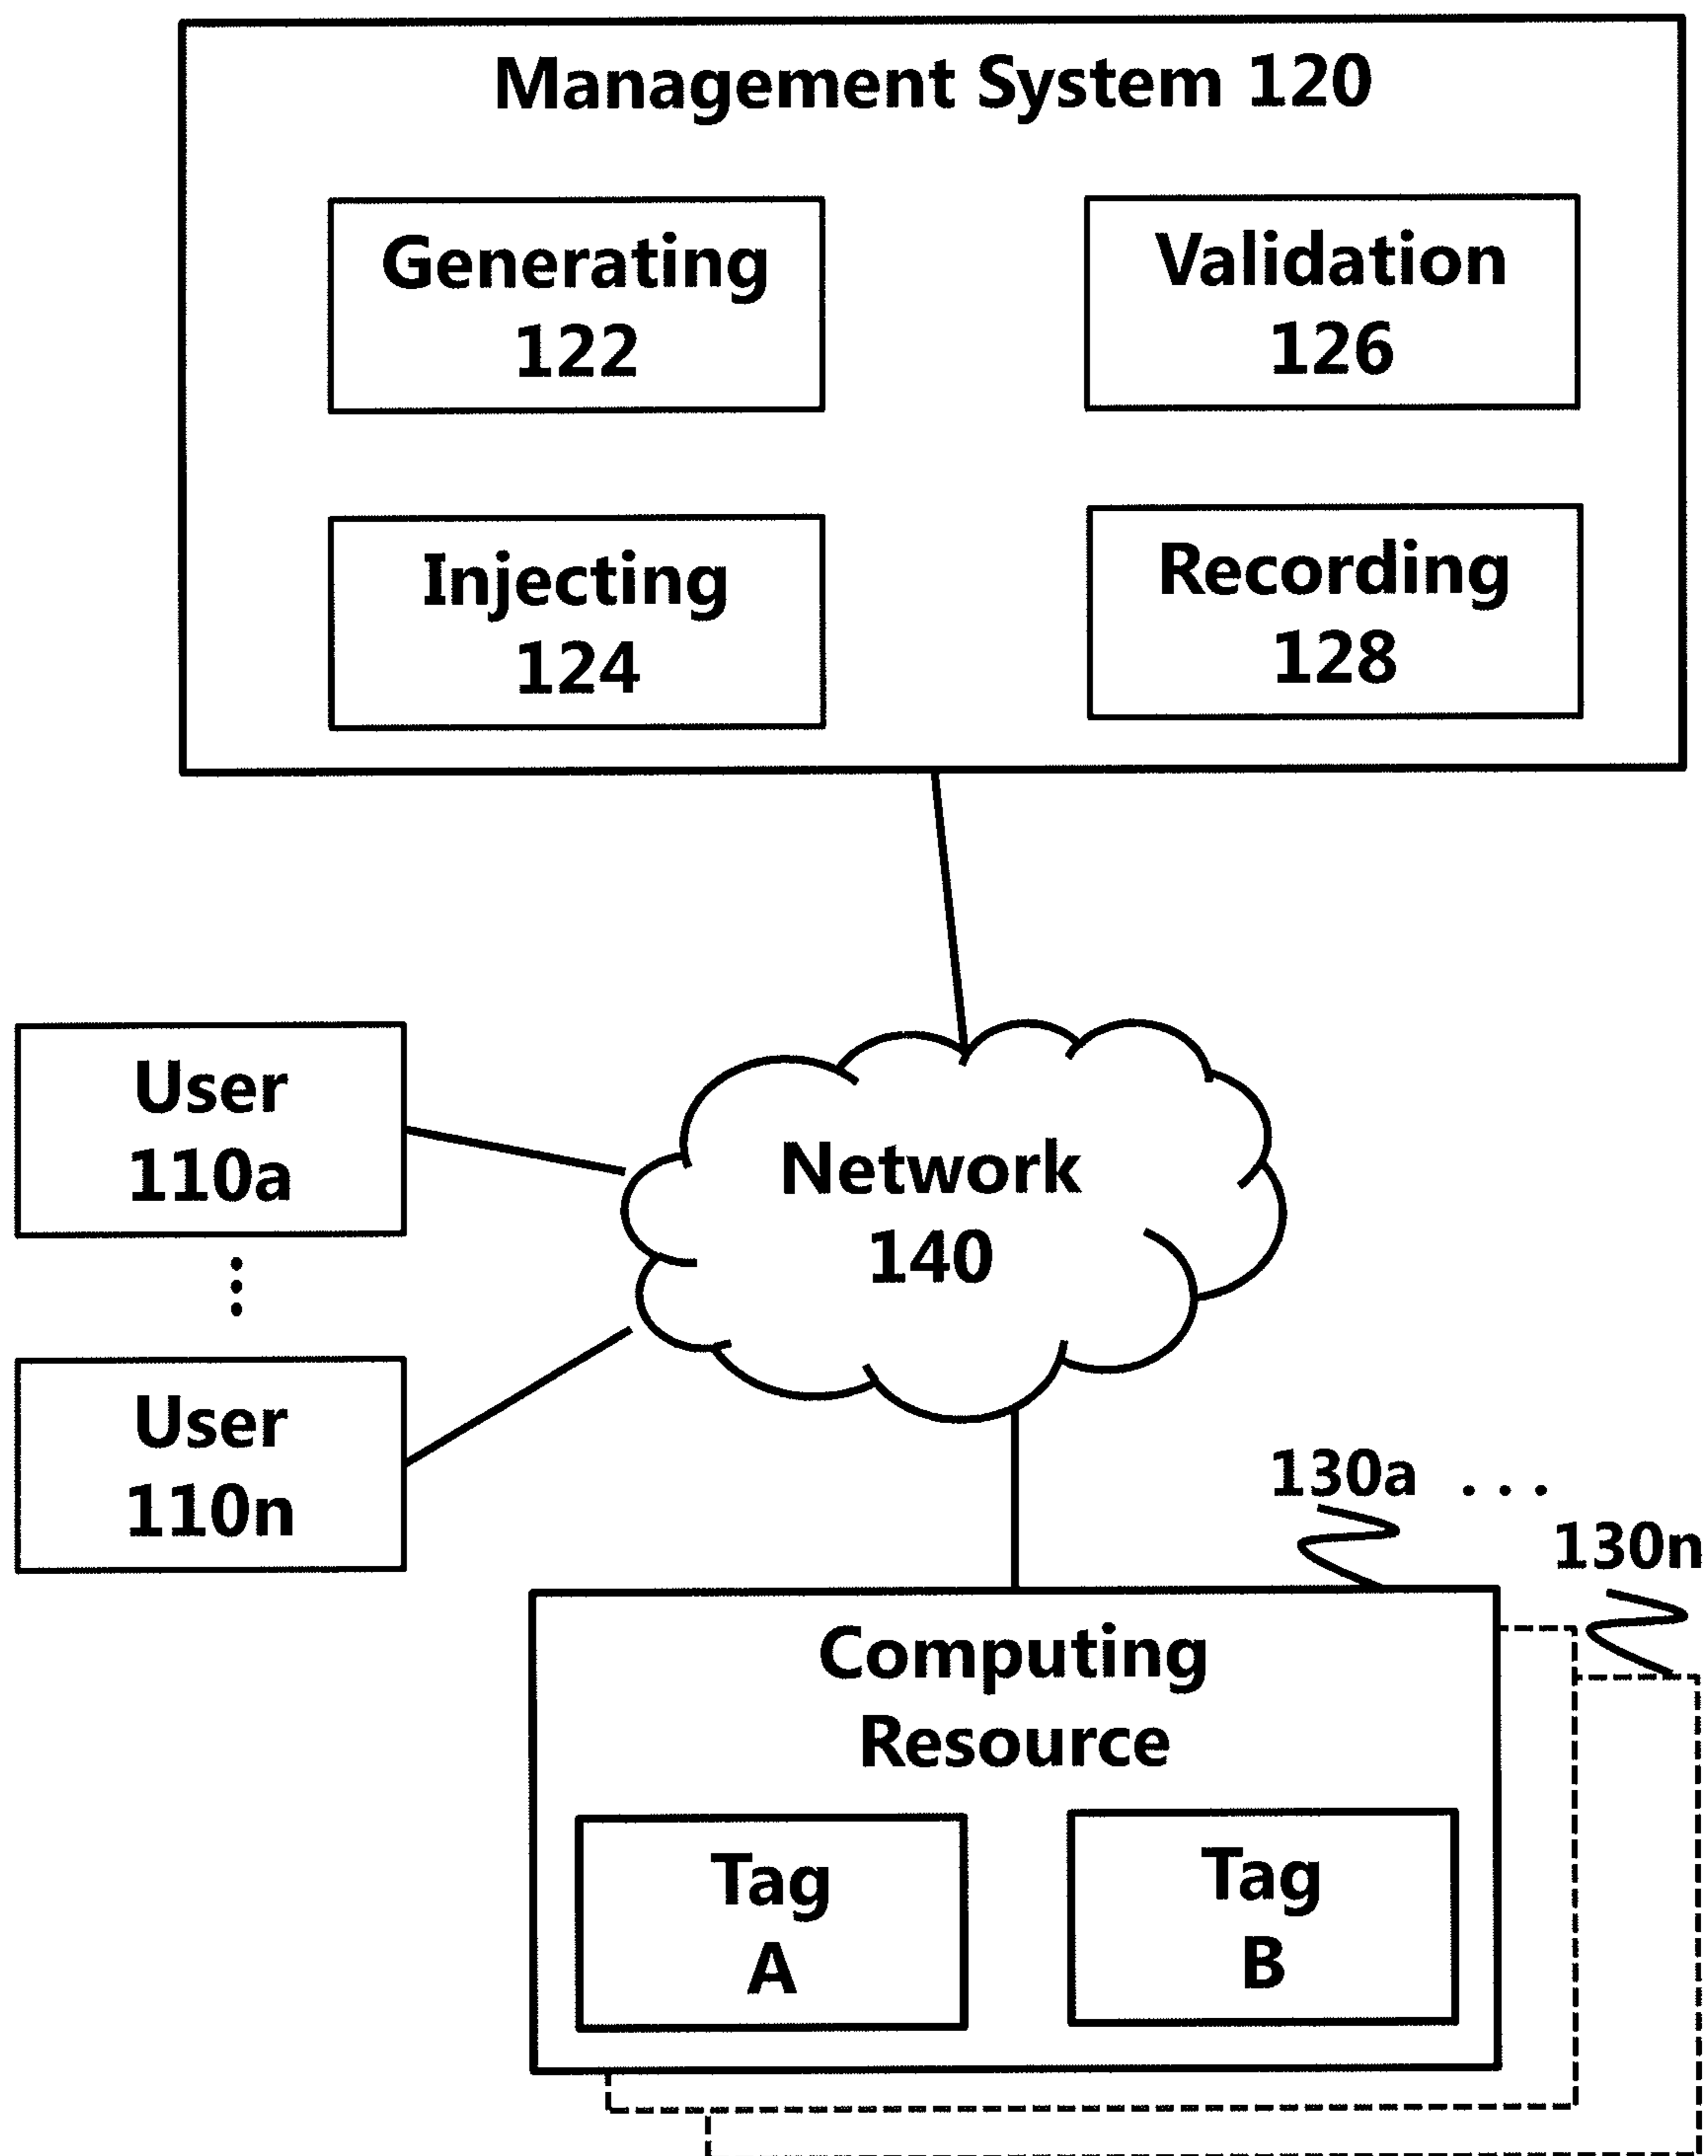 Management System 120
Generating
122
Validation
126
Injecting
124
Recording
128
User
110a
Network
140
User
110n
130a ...
130n
Computing
Resource
Tag
A
Tag
B